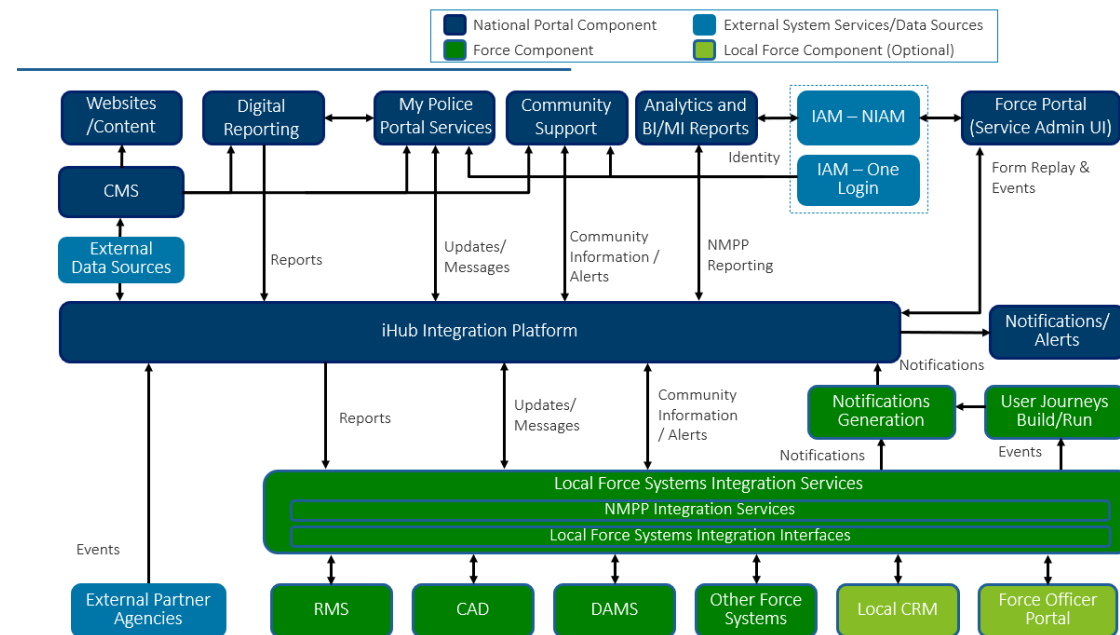 National Portal Component
External System Services/Data Sources
Force Component
Local Force Component (Optional)
Websites
/Content
Digital
Reporting
My Police
Portal Services
Community
Support
Analytics and
BI/MI Reports
IAM – NIAM
Force Portal
(Service Admin UI)
Identity
IAM – One
Login
Form Replay &
Events
CMS
External
Data Sources
Reports
Updates/
Messages
Community
Information /
Alerts
NMPP
Reporting
iHub Integration Platform
Notifications/
Alerts
Notifications
Reports
Updates/
Messages
Community
Information
/ Alerts
Notifications
Generation
User Journeys
Build/Run
Notifications
Events
Local Force Systems Integration Services
NMPP Integration Services
Local Force Systems Integration Interfaces
Events
External Partner
Agencies
RMS
CAD
DAMS
Other Force
Systems
Local CRM
Force Officer
Portal